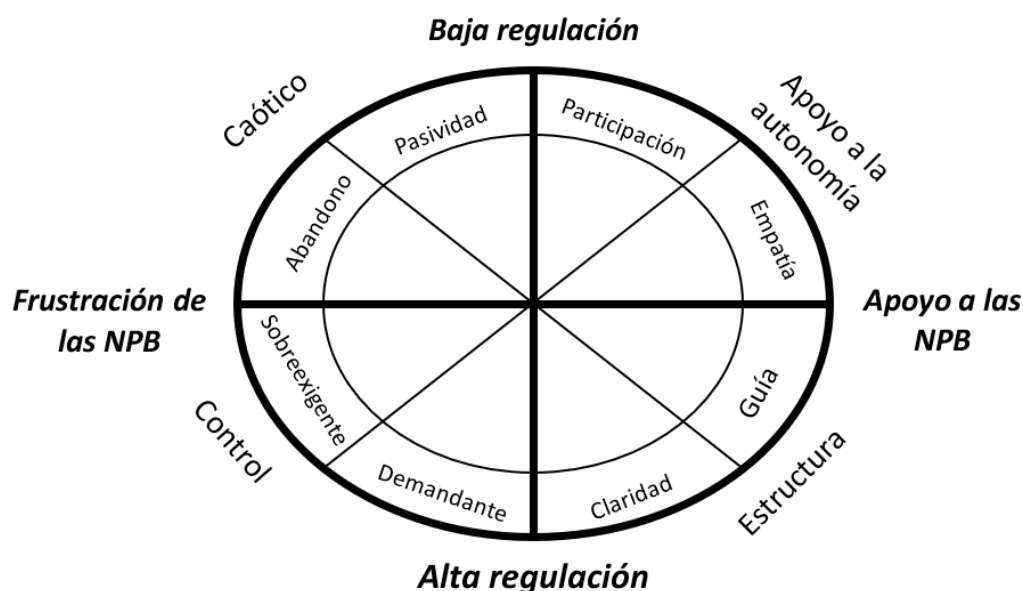 Baja regulación
Caótico
Pasividad
Participación
Apoyo a la
autonomía
Abandono
Empatía
Frustración de
las NPB
Apoyo a las
NPB
Sobreexigente
Guía
Control
Demandante
Claridad
Estructura
Alta regulación